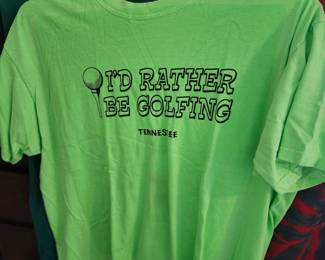 I'D RATHER
BE GOLFING
TENNESSEE